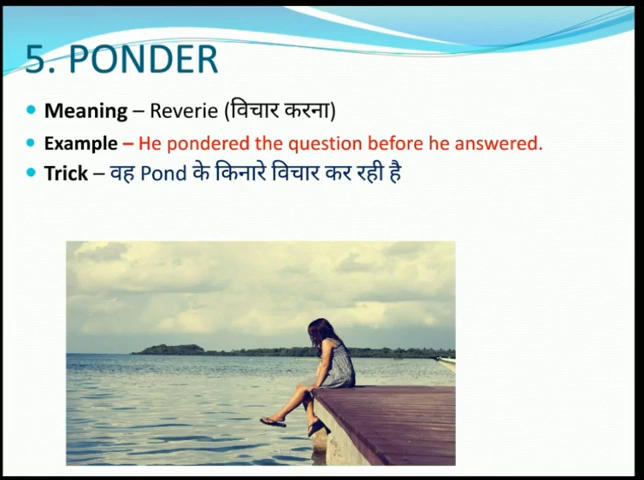 5. PONDER
Meaning – Reverie (विचार करना)
Example – He pondered the question before he answered.
Trick – वह Pond के किनारे विचार कर रही है